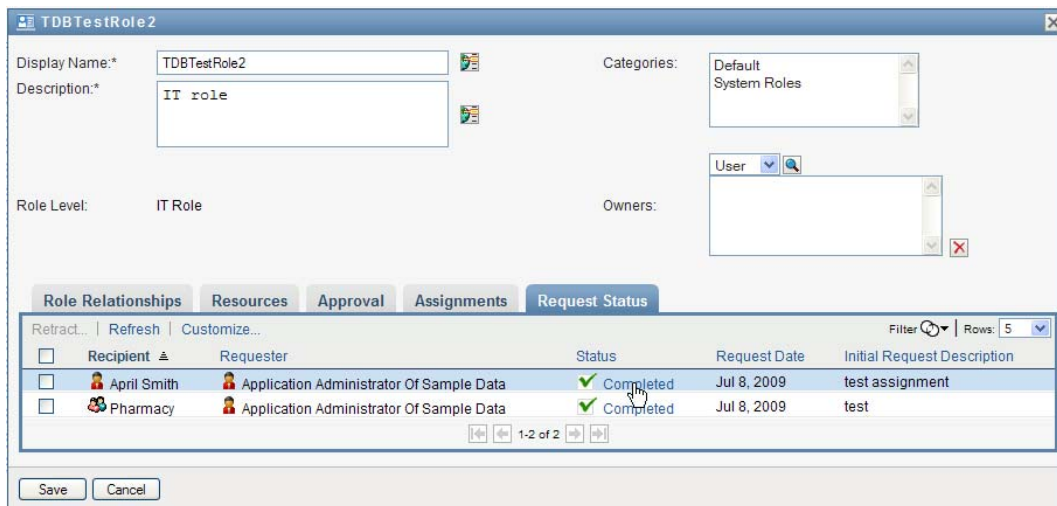 TDBTestRole2
Display Name:* TDBTestRole2 Categories: Default
System Roles
Description:* IT role
User
Role Level: IT Role Owners:
Role Relationships Resources Approval Assignments Request Status
Retract... | Refresh | Customize... Filter Rows: 5
Recipient Requester Status Request Date Initial Request Description
April Smith Application Administrator Of Sample Data Completed Jul 8, 2009 test assignment
Pharmacy Application Administrator Of Sample Data Completed Jul 8, 2009 test
1-2 of 2
Save Cancel